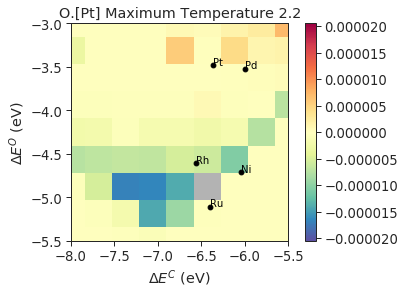 O.[Pt] Maximum Temperature 2.2
−3.0
−3.5
−4.0
−4.5
−5.0
−5.5
ΔE^O (eV)
Pt
Pd
Rh
Ni
Ru
−8.0 −7.5 −7.0 −6.5 −6.0 −5.5
ΔE^C (eV)
0.000020
0.000015
0.000010
0.000005
0.000000
−0.000005
−0.000010
−0.000015
−0.000020